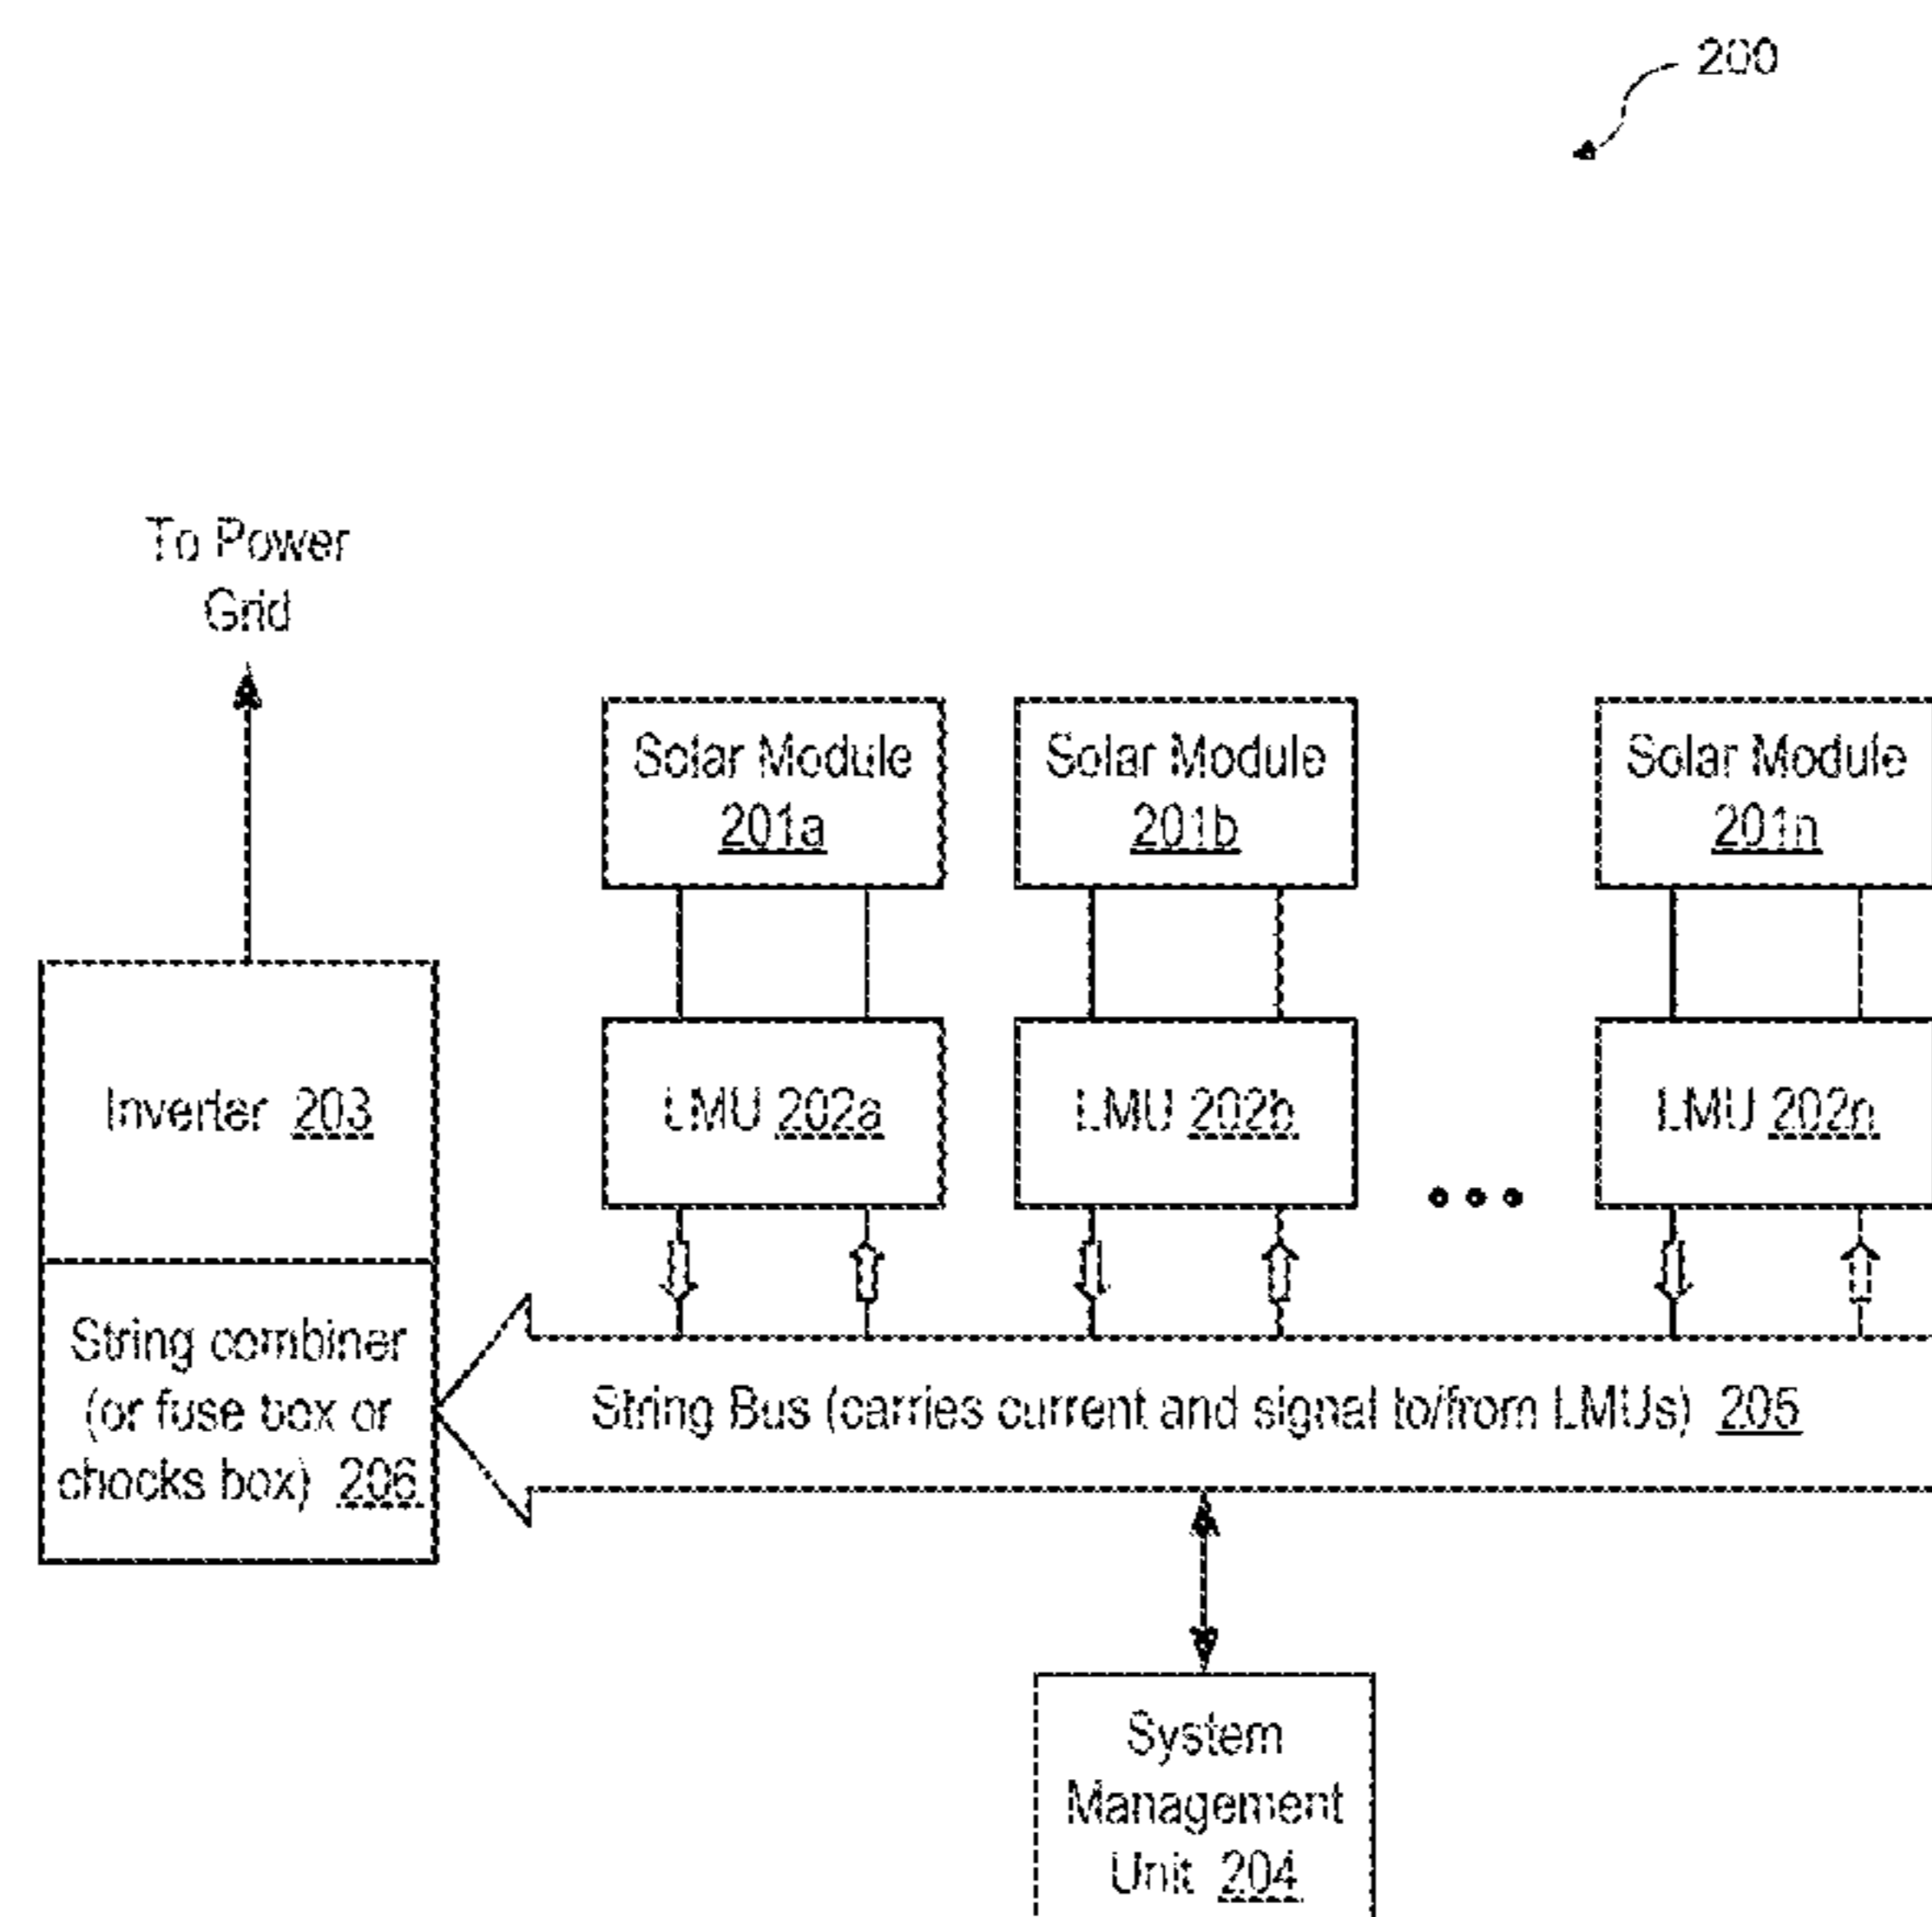 200
To Power
Grid
Solar Module
201a
Solar Module
201b
Solar Module
201n
Inverter 203
LMU 202a
LMU 202b
LMU 202n
String combiner
(or fuse box or
chocks box) 206
String Bus (carries current and signal to/from LMUs) 205
System
Management
Unit 204